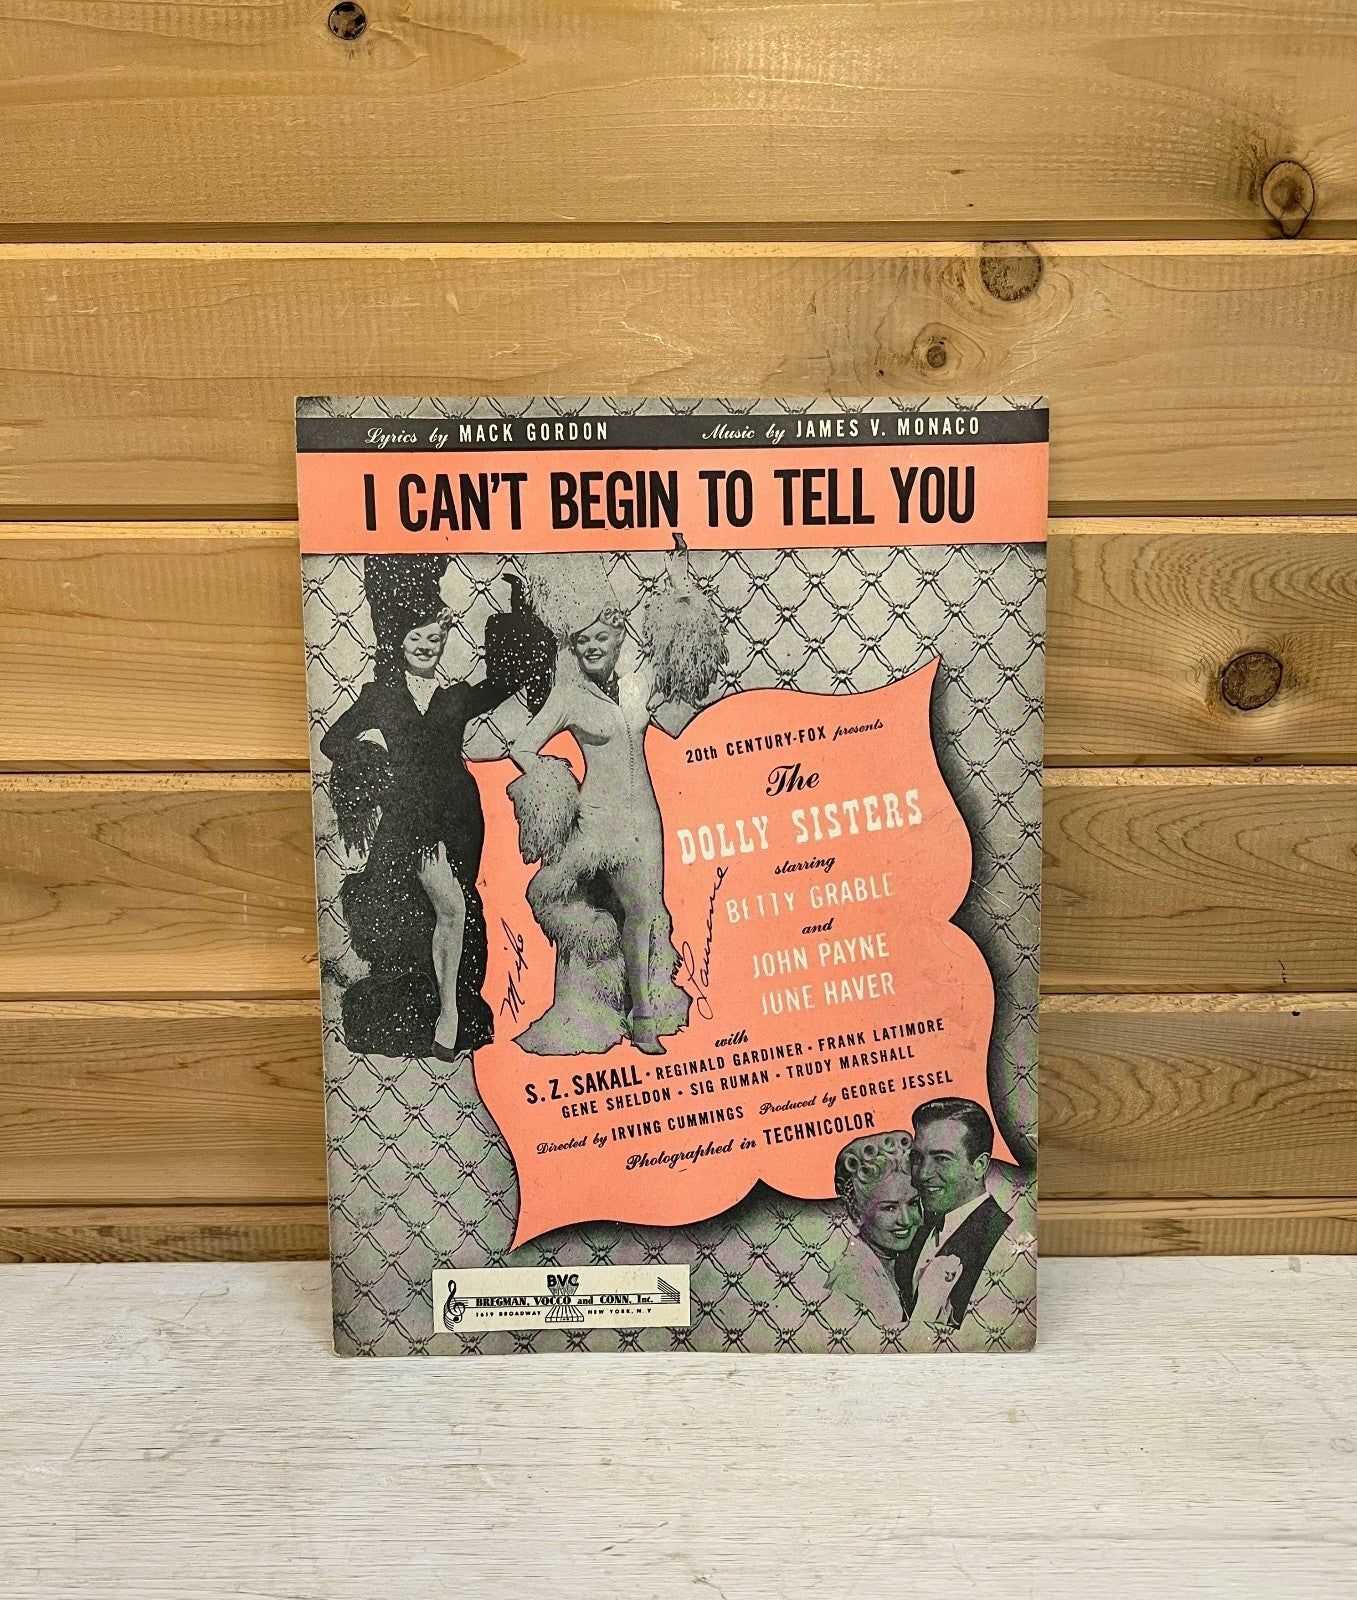 Lyrics by MACK GORDON Music by JAMES V. MONACO
I CAN'T BEGIN TO TELL YOU
20th CENTURY-FOX presents
The
DOLLY SISTERS
starring
BETTY GRABLE
and
JOHN PAYNE
JUNE HAVER
Mike
Lauranne
with
S. Z. SAKALL · REGINALD GARDINER · FRANK LATIMORE
GENE SHELDON · SIG RUMAN · TRUDY MARSHALL
Directed by IRVING CUMMINGS Produced by GEORGE JESSEL
Photographed in TECHNICOLOR
BVC
BREGMAN, VOCCO and CONN, Inc.
1619 BROADWAY NEW YORK, N. Y.